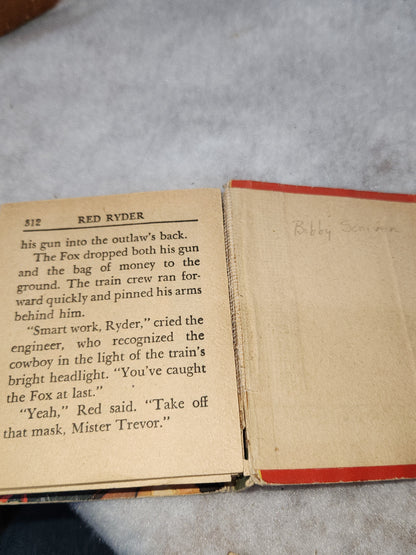 512 RED RYDER
his gun into the outlaw's back.
The Fox dropped both his gun
and the bag of money to the
ground. The train crew ran for-
ward quickly and pinned his arms
behind him.
"Smart work, Ryder," cried the
engineer, who recognized the
cowboy in the light of the train's
bright headlight. "You've caught
the Fox at last."
"Yeah," Red said. "Take off
that mask, Mister Trevor."
Bobby